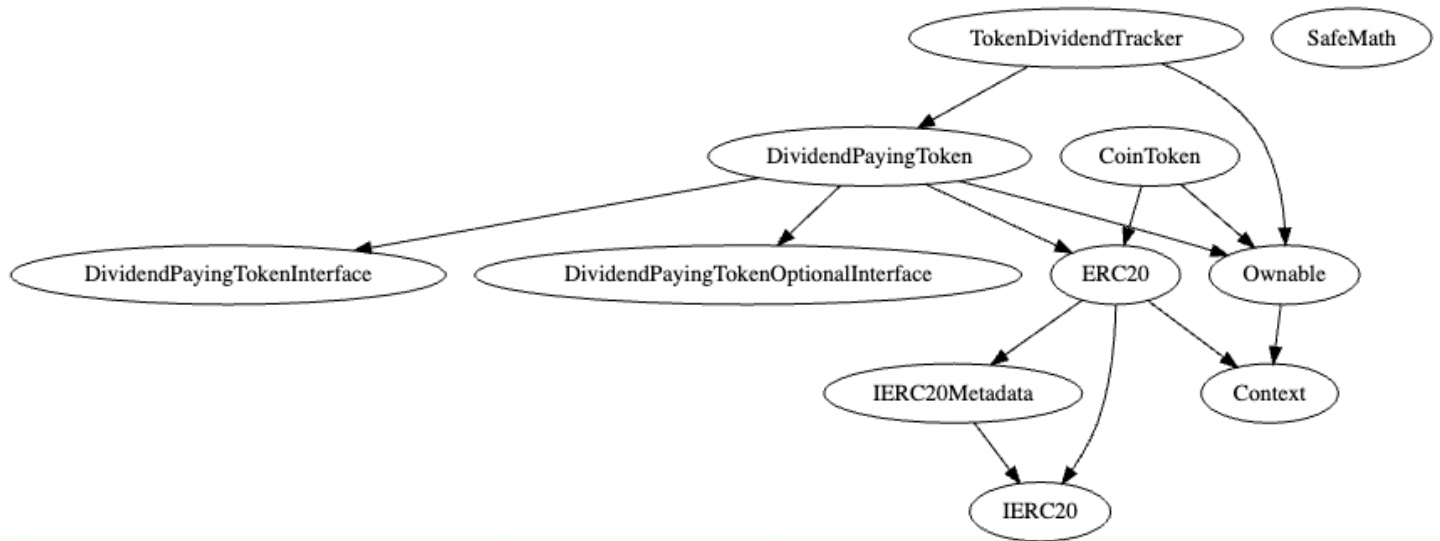 TokenDividendTracker
SafeMath
DividendPayingToken
CoinToken
DividendPayingTokenInterface
DividendPayingTokenOptionalInterface
ERC20
Ownable
IERC20Metadata
Context
IERC20